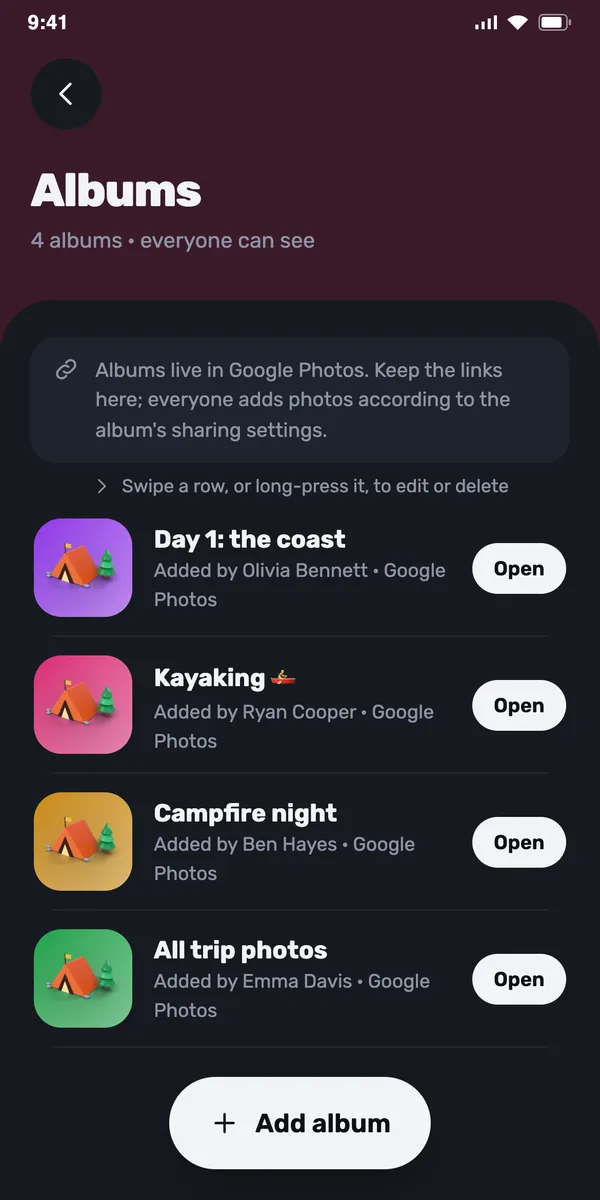 9:41
Albums
4 albums • everyone can see
Albums live in Google Photos. Keep the links
here; everyone adds photos according to the
album's sharing settings.
Swipe a row, or long-press it, to edit or delete
Day 1: the coast
Added by Olivia Bennett • Google
Photos
Open
Kayaking 🚣
Added by Ryan Cooper • Google
Photos
Open
Campfire night
Added by Ben Hayes • Google
Photos
Open
All trip photos
Added by Emma Davis • Google
Photos
Open
+ Add album